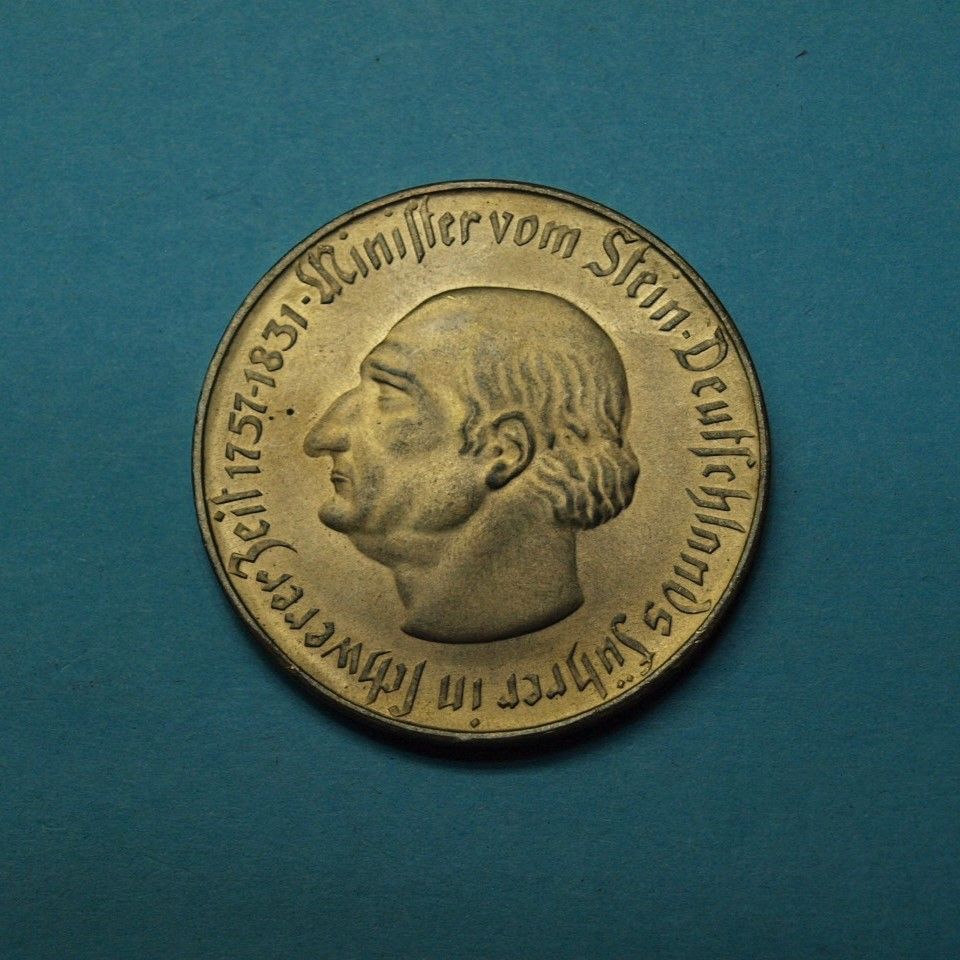 Miniſter vom Stein · Deutſchlands Führer in ſchwerer Zeit 1757-1831 ·